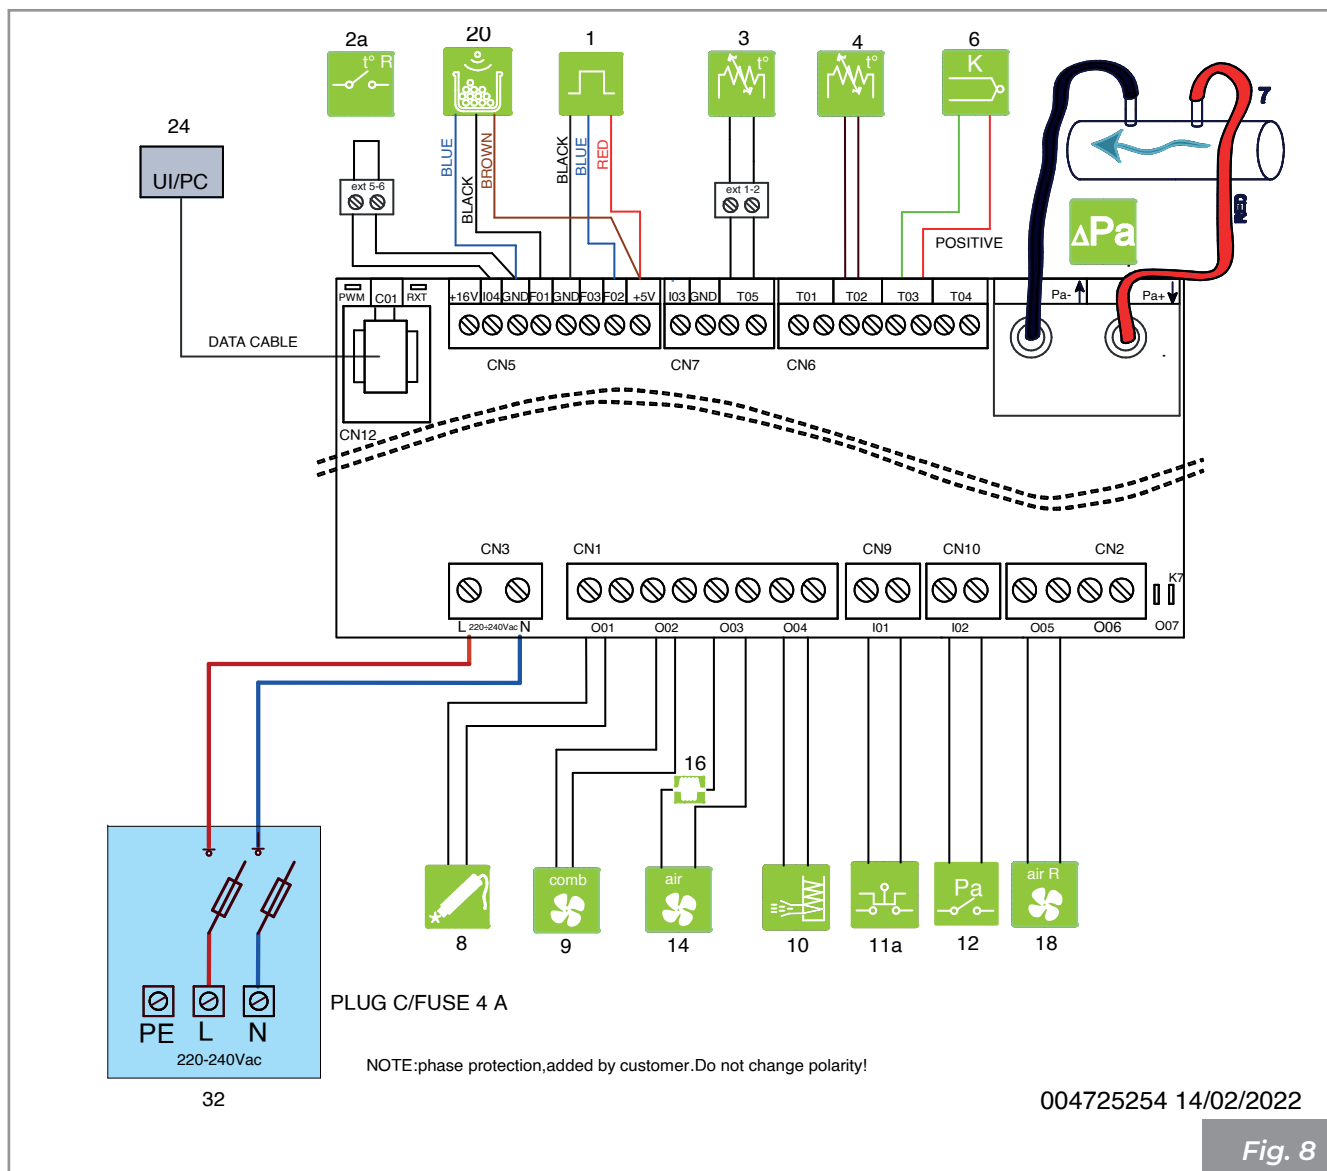 2a 20 1 3 4 6 7
t° R
t°
t°
K
24
UI/PC
BLUE
BLACK
BROWN
BLACK
BLUE
RED
ext 5-6
ext 1-2
POSITIVE
RED
ΔPa
PWM C01 RXT
+16V I04 GND F01 GND F03 F02 +5V
I03 GND T05
T01 T02 T03 T04
Pa- Pa+
DATA CABLE
CN5 CN7 CN6
CN12
CN3 CN1 CN9 CN10 CN2
K7
L 220÷240Vac N O01 O02 O03 O04 I01 I02 O05 O06 O07
16
comb
air
Pa
air R
8 9 14 10 11a 12 18
PLUG C/FUSE 4 A
PE L N
220-240Vac
NOTE:phase protection,added by customer.Do not change polarity!
32
004725254 14/02/2022
Fig. 8